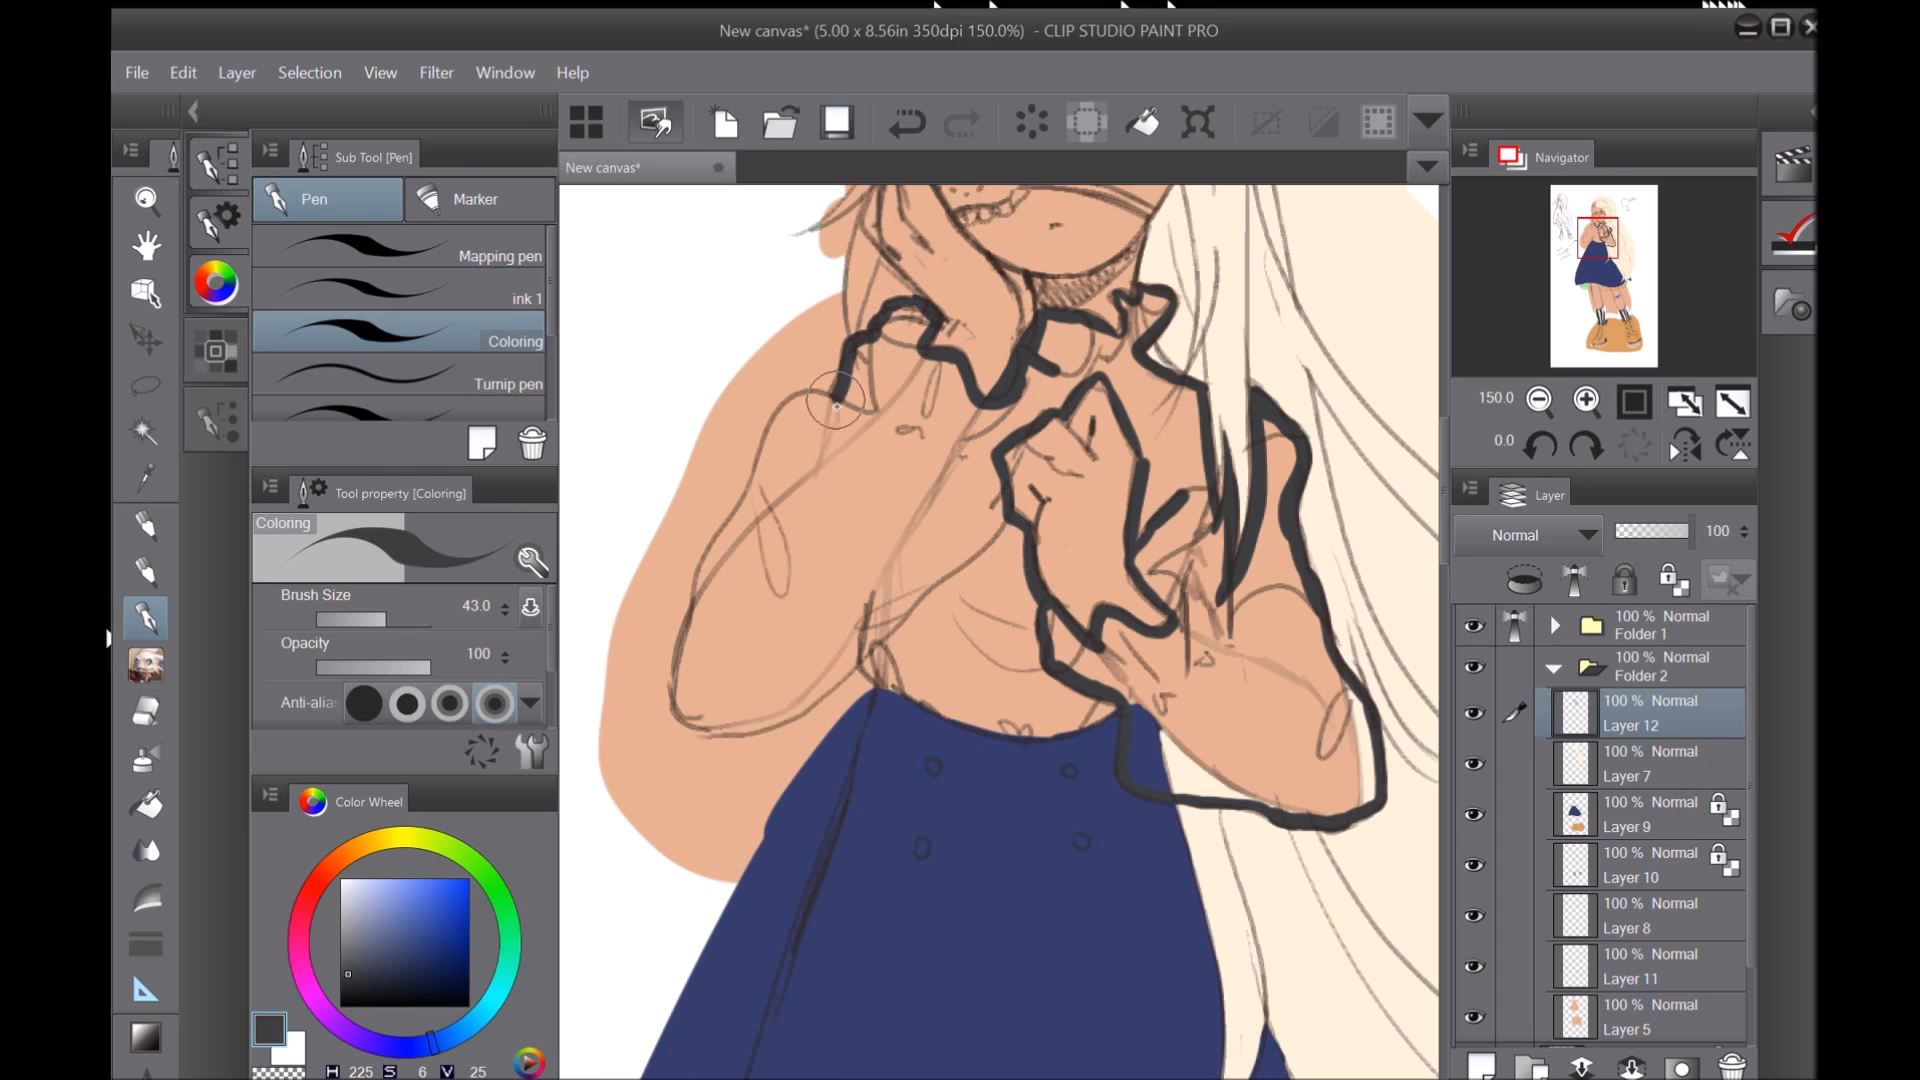 New canvas* (5.00 x 8.56in 350dpi 150.0%) - CLIP STUDIO PAINT PRO
File Edit Layer Selection View Filter Window Help
Sub Tool [Pen]
Navigator
New canvas*
Pen Marker
Mapping pen
ink 1
Coloring
Turnip pen
150.0
0.0
Tool property [Coloring]
Layer
Coloring
Normal 100
Brush Size 43.0
Opacity 100
Anti-alia
Color Wheel
100 % Normal
Folder 1
100 % Normal
Folder 2
100 % Normal
Layer 12
100 % Normal
Layer 7
100 % Normal
Layer 9
100 % Normal
Layer 10
100 % Normal
Layer 8
100 % Normal
Layer 11
100 % Normal
Layer 5
H 225 S 6 V 25